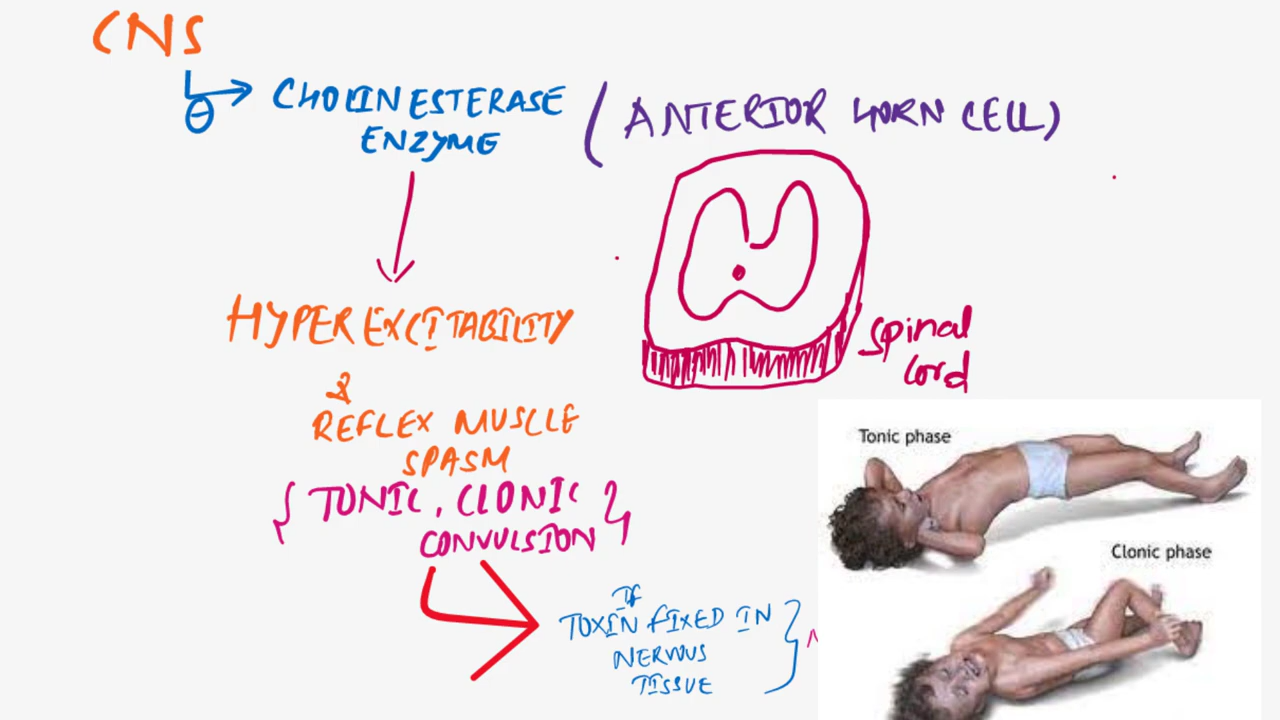 CNS
⊖→ CHOLINESTERASE
ENZYME
(ANTERIOR HORN CELL)
HYPEREXCITABILITY
&
REFLEX MUSCLE
SPASM
{TONIC, CLONIC
CONVULSION}
Spinal
Cord
Tonic phase
Clonic phase
If
TOXIN FIXED IN
NERVOUS
TISSUE }